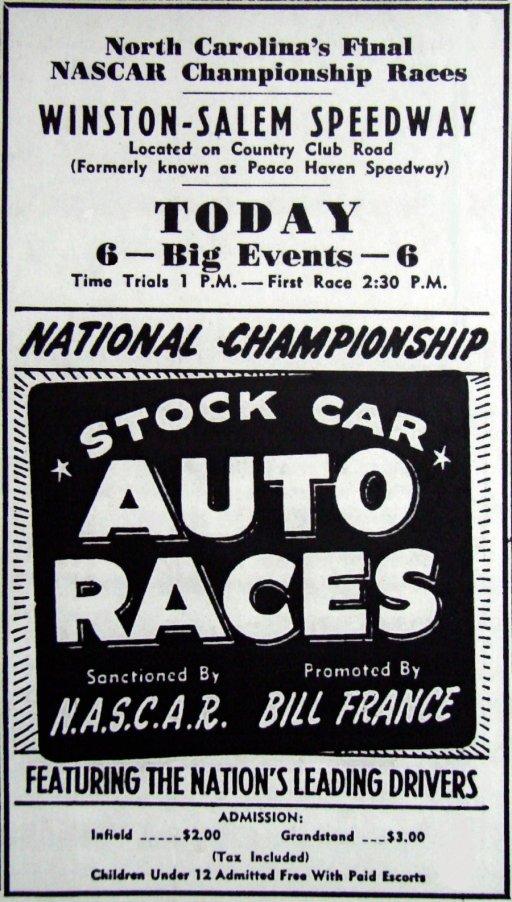 North Carolina's Final
NASCAR Championship Races
WINSTON-SALEM SPEEDWAY
Located on Country Club Road
(Formerly known as Peace Haven Speedway)
TODAY
6 — Big Events — 6
Time Trials 1 P.M. — First Race 2:30 P.M.
NATIONAL CHAMPIONSHIP
STOCK CAR
AUTO
RACES
Sanctioned By Promoted By
N.A.S.C.A.R. BILL FRANCE
FEATURING THE NATION'S LEADING DRIVERS
ADMISSION:
Infield _____$2.00 Grandstand ___$3.00
(Tax Included)
Children Under 12 Admitted Free With Paid Escorts